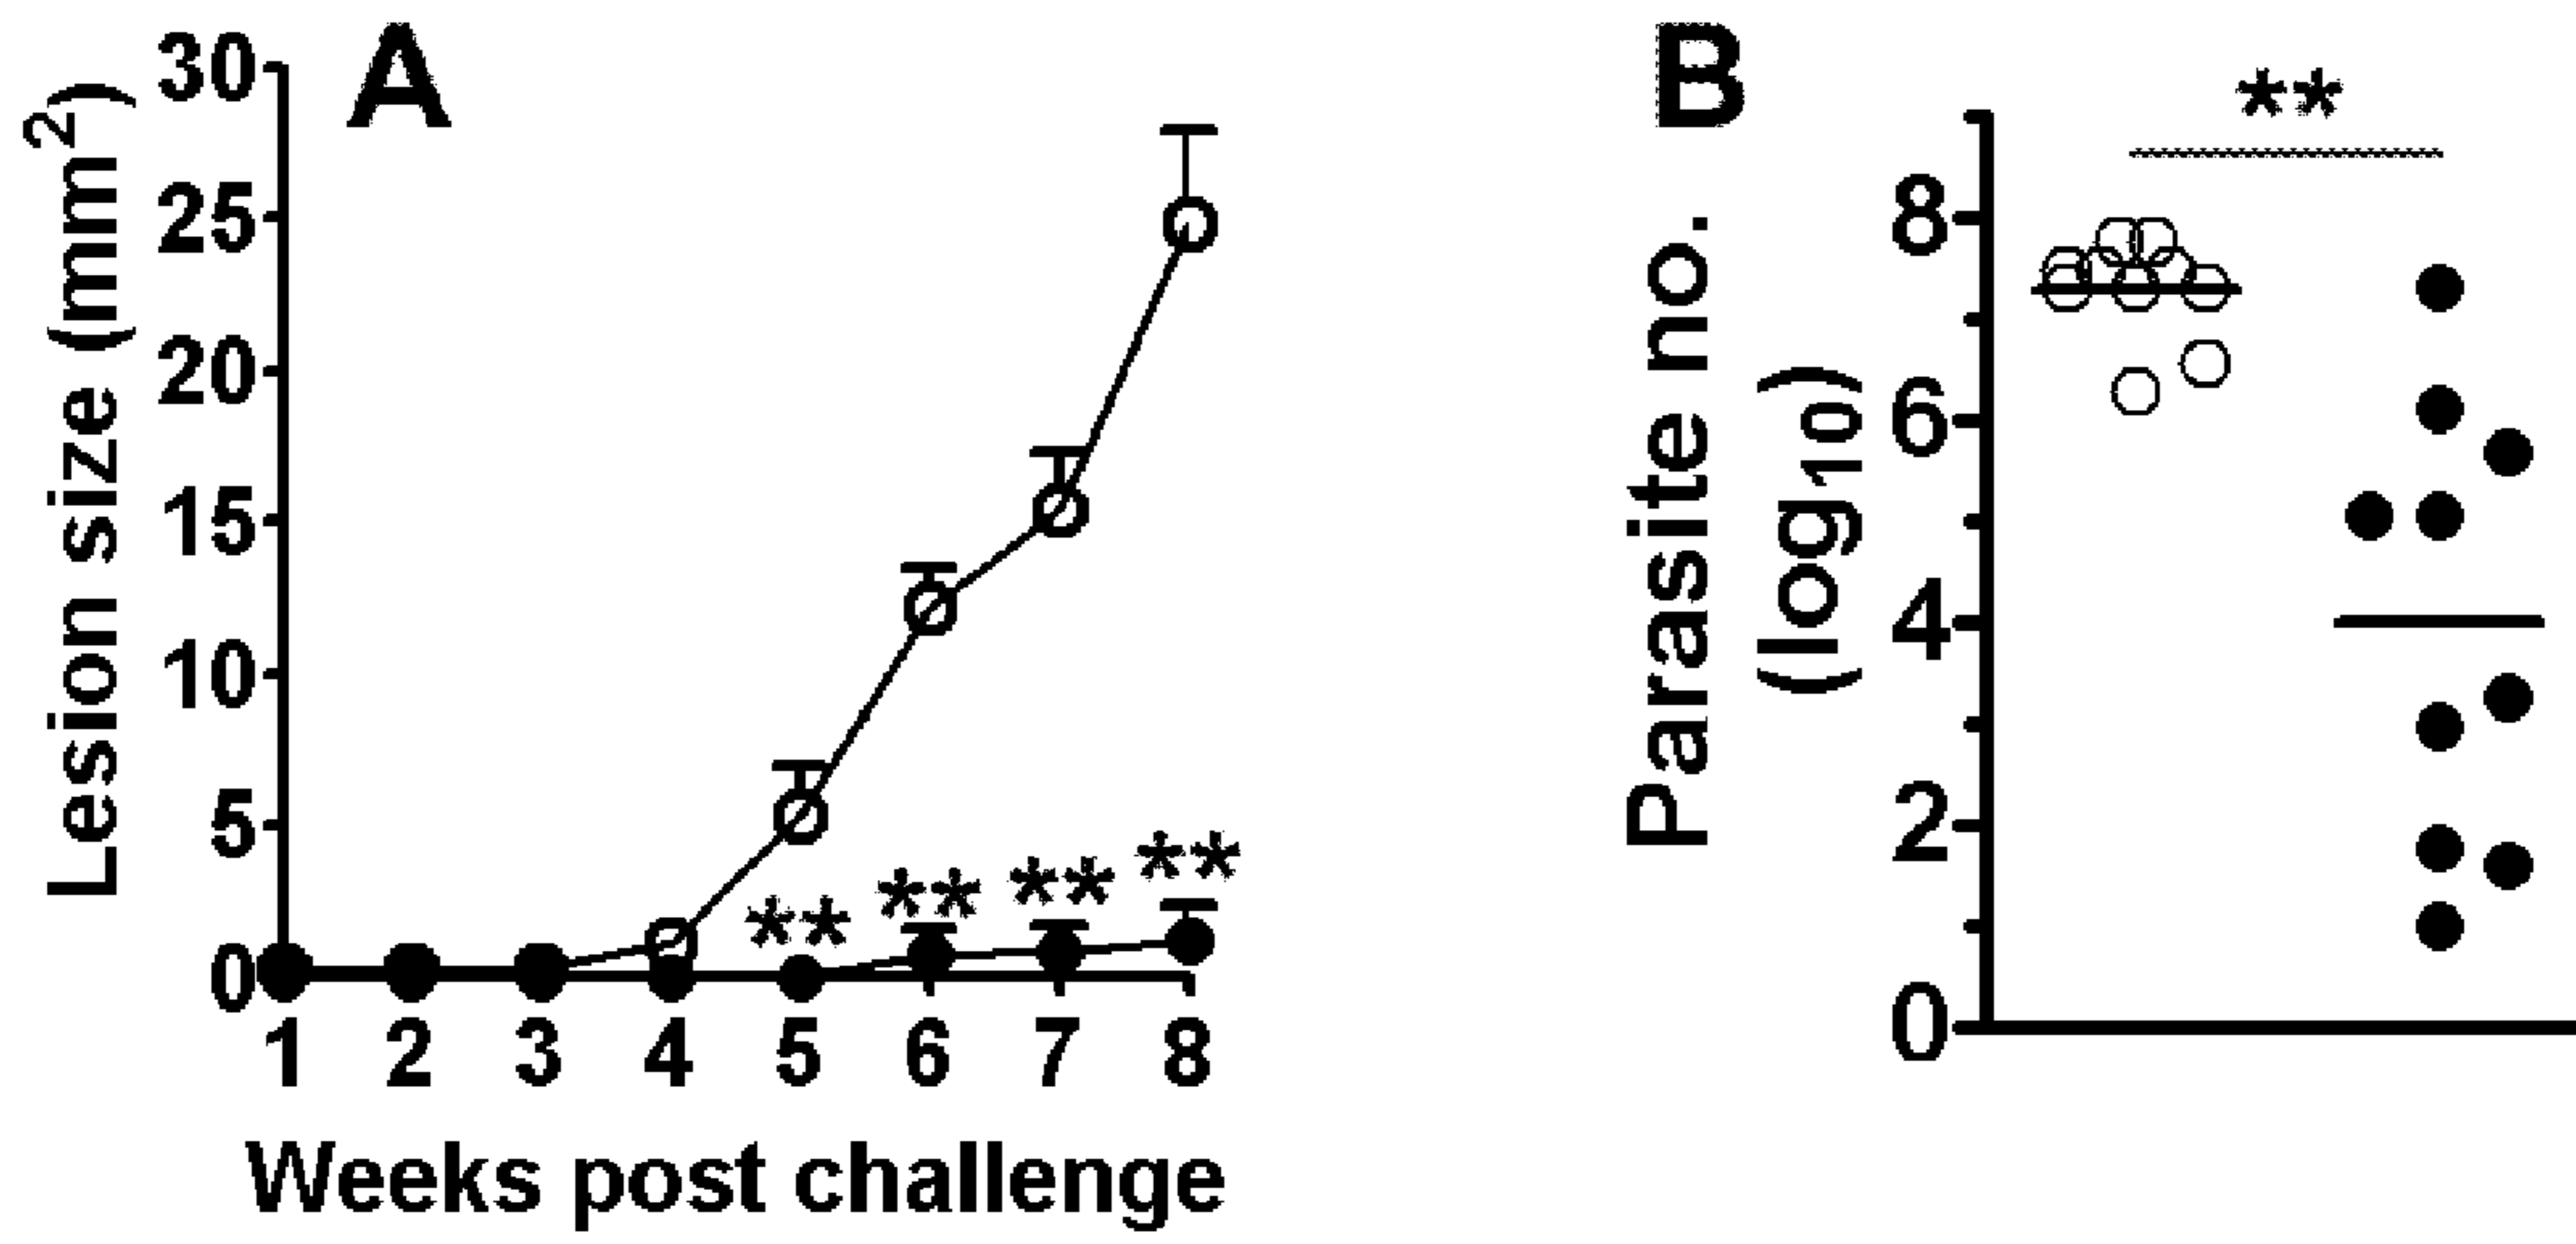 A
Lesion size (mm²)
30
25
20
15
10
5
0
**
**
**
**
1 2 3 4 5 6 7 8
Weeks post challenge
B
**
Parasite no.
(log₁₀)
8
6
4
2
0